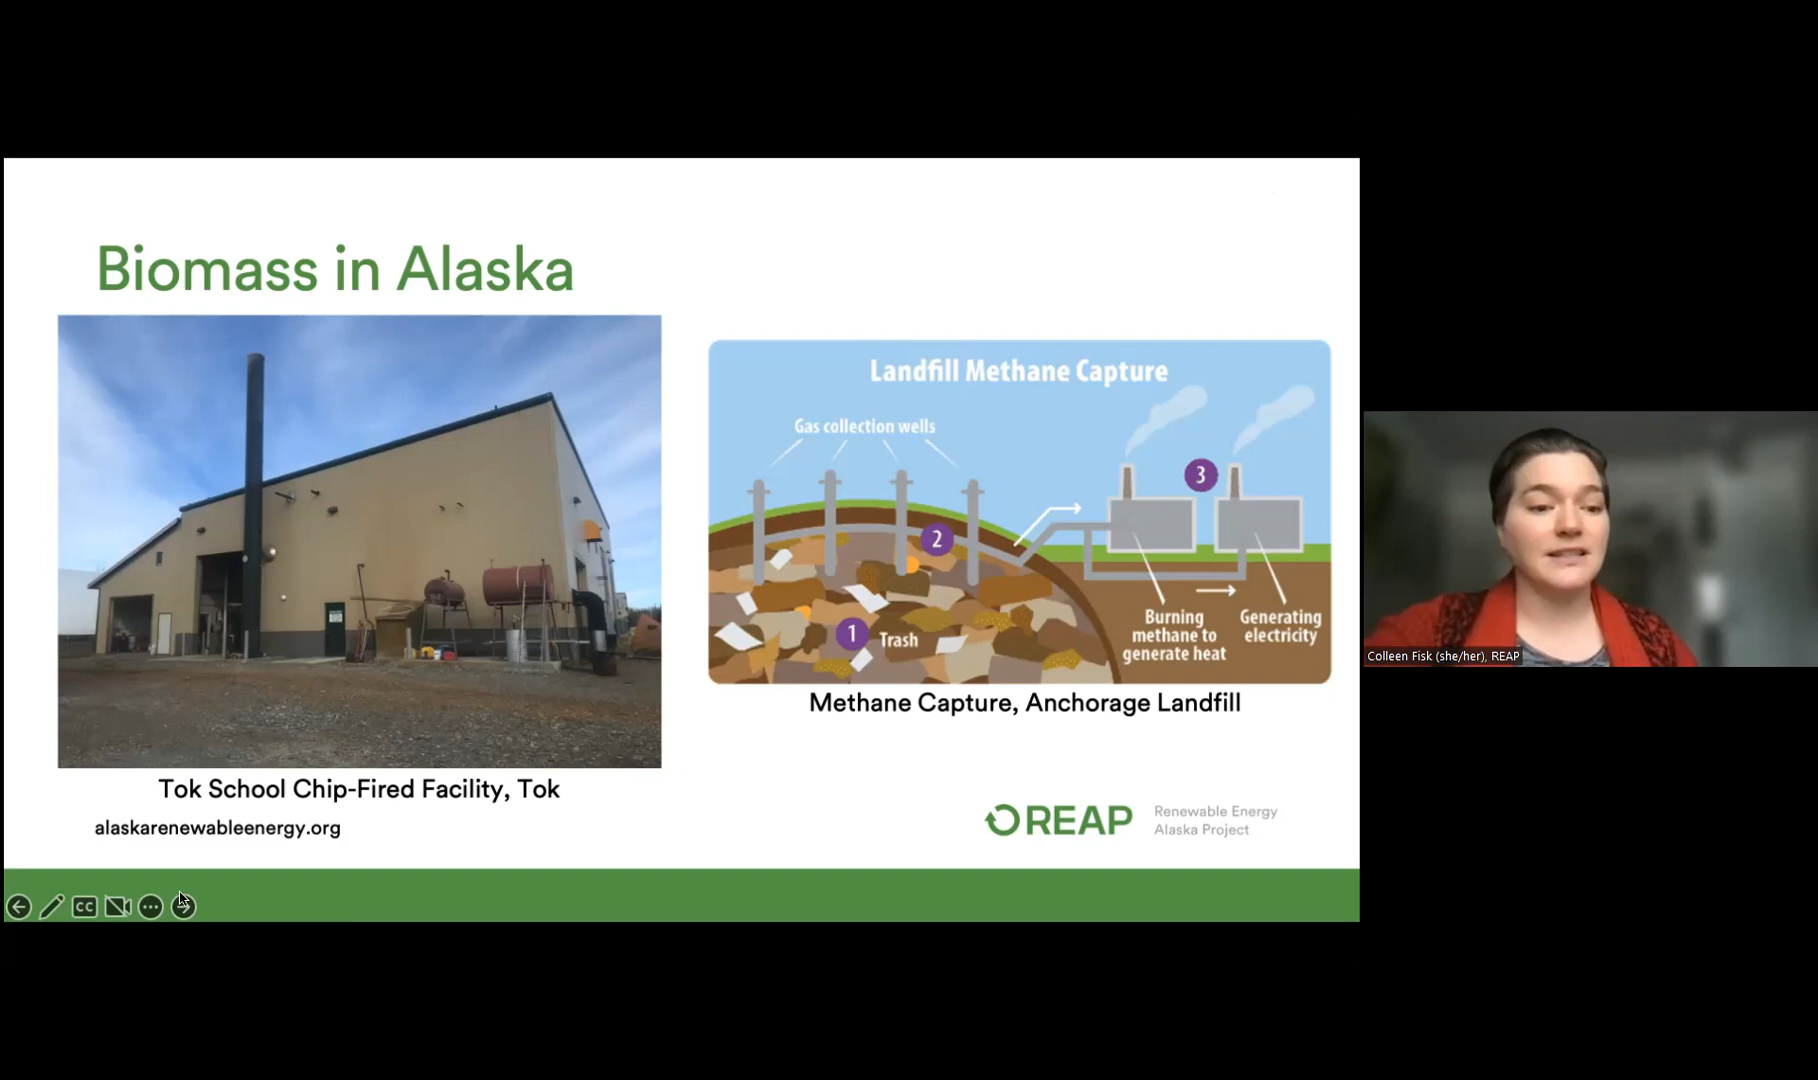 Biomass in Alaska
Landfill Methane Capture
Gas collection wells
3
2
1
Trash
Burning
methane to
generate heat
Generating
electricity
Methane Capture, Anchorage Landfill
Tok School Chip-Fired Facility, Tok
alaskarenewableenergy.org
REAP
Renewable Energy
Alaska Project
CC
Colleen Fisk (she/her), REAP